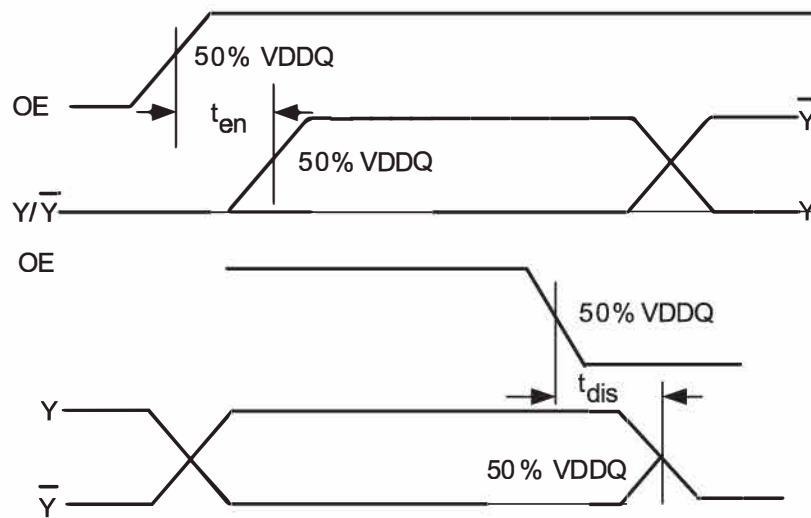 50% VDDQ
OE
t_en
Y̅
50% VDDQ
Y/Y̅
Y
OE
50% VDDQ
t_dis
Y
50% VDDQ
Y̅